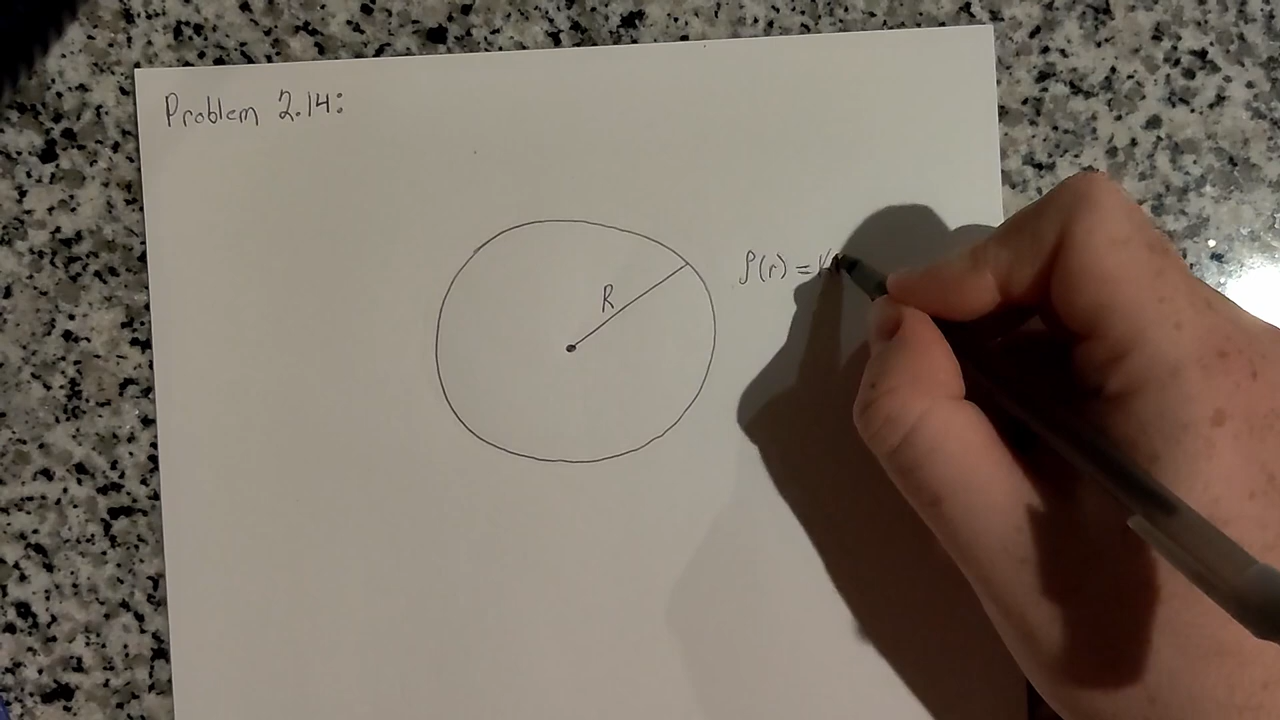 Problem 2.14:
ρ(r) = k
R